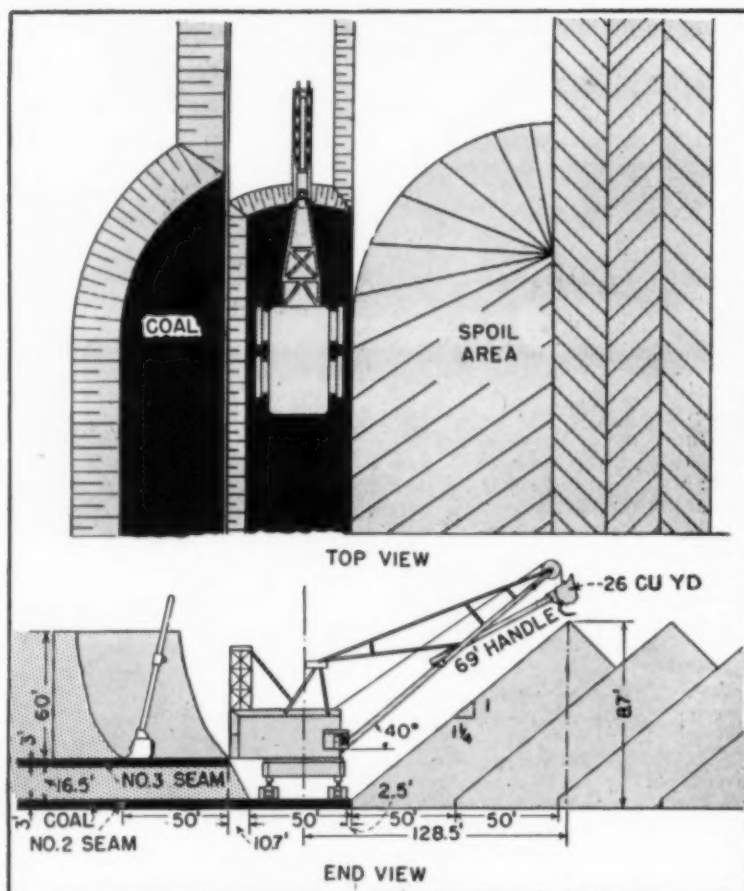 COAL
SPOIL
AREA
TOP VIEW
26 CU YD
69' HANDLE
60'
87'
40°
1
1¼
3'
NO.3 SEAM
16.5'
2.5'
3'
COAL
50'
50'
50'
50'
NO.2 SEAM
10.7'
128.5'
END VIEW